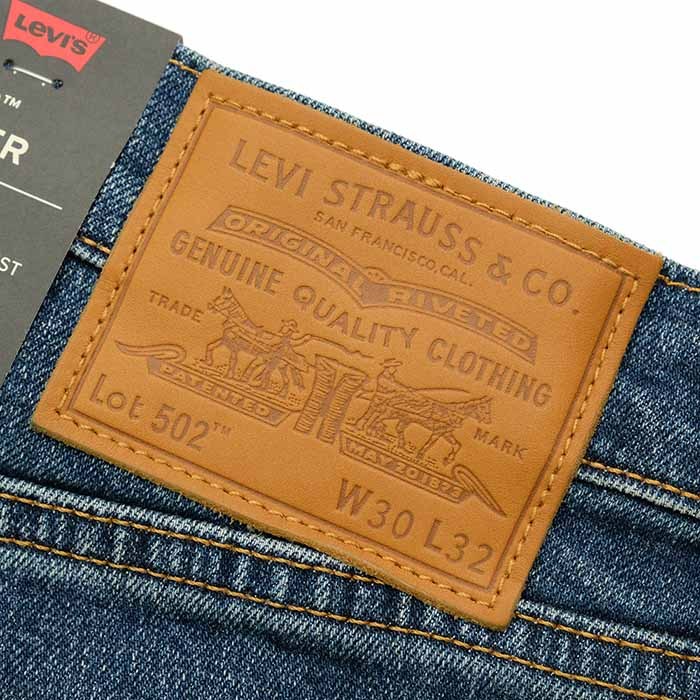 Levi's®
™
ER
ST
LEVI STRAUSS & CO.
SAN FRANCISCO, CAL.
ORIGINAL RIVETED
GENUINE QUALITY CLOTHING
TRADE MARK
PATENTED MAY 20 1873
Lot 502™
W30 L32